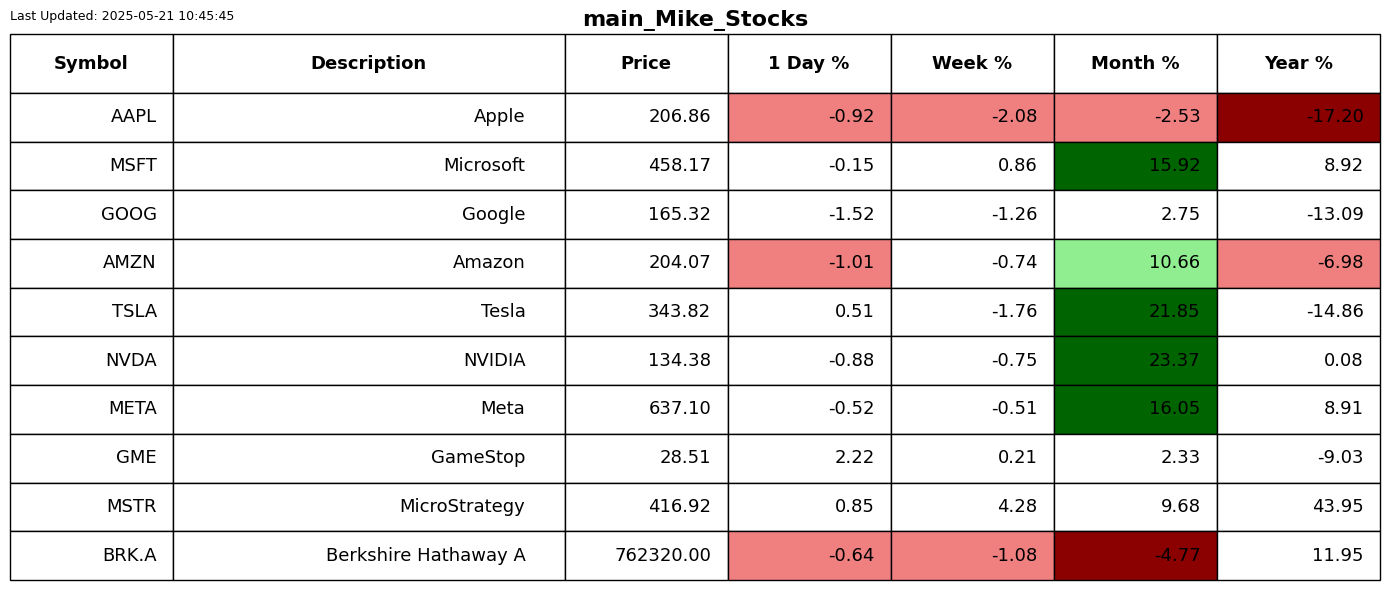 Last Updated: 2025-05-21 10:45:45
main_Mike_Stocks
Symbol Description Price 1 Day % Week % Month % Year %
AAPL Apple 206.86 -0.92 -2.08 -2.53 -17.20
MSFT Microsoft 458.17 -0.15 0.86 15.92 8.92
GOOG Google 165.32 -1.52 -1.26 2.75 -13.09
AMZN Amazon 204.07 -1.01 -0.74 10.66 -6.98
TSLA Tesla 343.82 0.51 -1.76 21.85 -14.86
NVDA NVIDIA 134.38 -0.88 -0.75 23.37 0.08
META Meta 637.10 -0.52 -0.51 16.05 8.91
GME GameStop 28.51 2.22 0.21 2.33 -9.03
MSTR MicroStrategy 416.92 0.85 4.28 9.68 43.95
BRK.A Berkshire Hathaway A 762320.00 -0.64 -1.08 -4.77 11.95